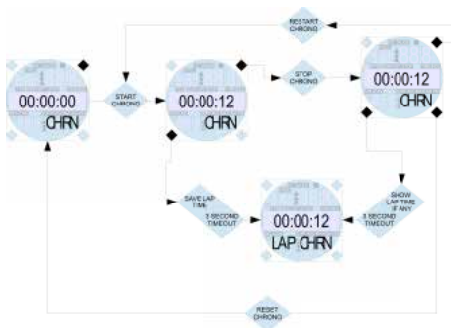 RESTART
CHRONO
00:00:00
CHRN
START
CHRONO
00:00:12
CHRN
STOP
CHRONO
00:00:12
CHRN
SAVE LAP
TIME
3 SECOND
TIMEOUT
00:00:12
LAP CHRN
SHOW
LAP TIME
IF ANY
3 SECOND
TIMEOUT
RESET
CHRONO